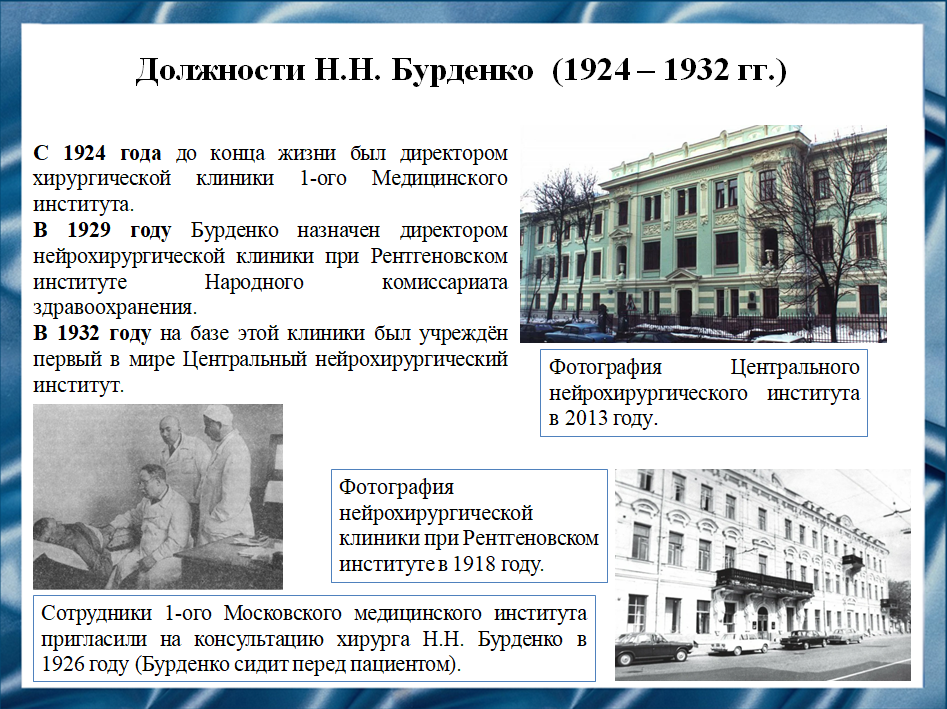 Должности Н.Н. Бурденко (1924 – 1932 гг.)
С 1924 года до конца жизни был директором
хирургической клиники 1-ого Медицинского
института.
В 1929 году Бурденко назначен директором
нейрохирургической клиники при Рентгеновском
институте Народного комиссариата
здравоохранения.
В 1932 году на базе этой клиники был учреждён
первый в мире Центральный нейрохирургический
институт.
Фотография Центрального
нейрохирургического института
в 2013 году.
Фотография
нейрохирургической
клиники при Рентгеновском
институте в 1918 году.
Сотрудники 1-ого Московского медицинского института
пригласили на консультацию хирурга Н.Н. Бурденко в
1926 году (Бурденко сидит перед пациентом).